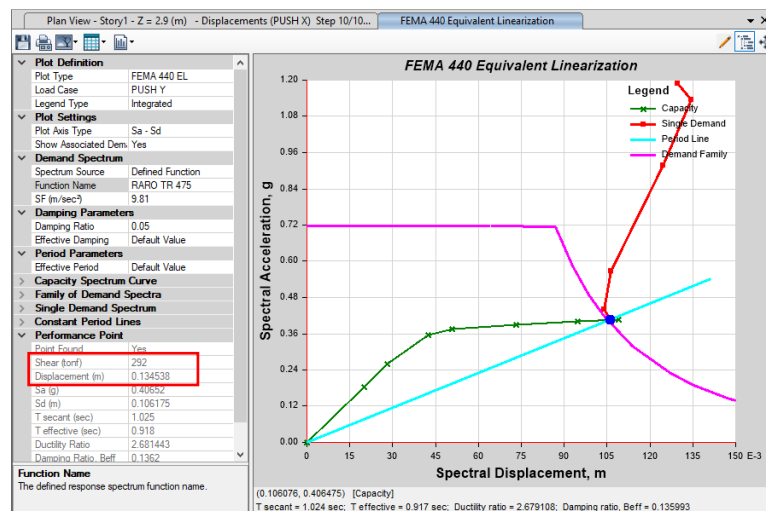 Plan View - Story1 - Z = 2.9 (m) - Displacements (PUSH X) Step 10/10...
FEMA 440 Equivalent Linearization
Plot Definition
Plot Type FEMA 440 EL
Load Case PUSH Y
Legend Type Integrated
Plot Settings
Plot Axis Type Sa - Sd
Show Associated Dem Yes
Demand Spectrum
Spectrum Source Defined Function
Function Name RARO TR 475
SF (m/sec²) 9.81
Damping Parameters
Damping Ratio 0.05
Effective Damping Default Value
Period Parameters
Effective Period Default Value
Capacity Spectrum Curve
Family of Demand Spectra
Single Demand Spectrum
Constant Period Lines
Performance Point
Point Found Yes
Shear (tonf) 292
Displacement (m) 0.134538
Sa (g) 0.40652
Sd (m) 0.106175
T secant (sec) 1.025
T effective (sec) 0.918
Ductility Ratio 2.681443
Damping Ratio, Beff 0.1362
Function Name
The defined response spectrum function name.
FEMA 440 Equivalent Linearization
Legend
Capacity
Single Demand
Period Line
Demand Family
Spectral Acceleration, g
1.20
1.08
0.96
0.84
0.72
0.60
0.48
0.36
0.24
0.12
0.00
0 15 30 45 60 75 90 105 120 135 150 E-3
Spectral Displacement, m
(0.106076, 0.406475) [Capacity]
T secant = 1.024 sec; T effective = 0.917 sec; Ductility ratio = 2.679108; Damping ratio, Beff = 0.135993